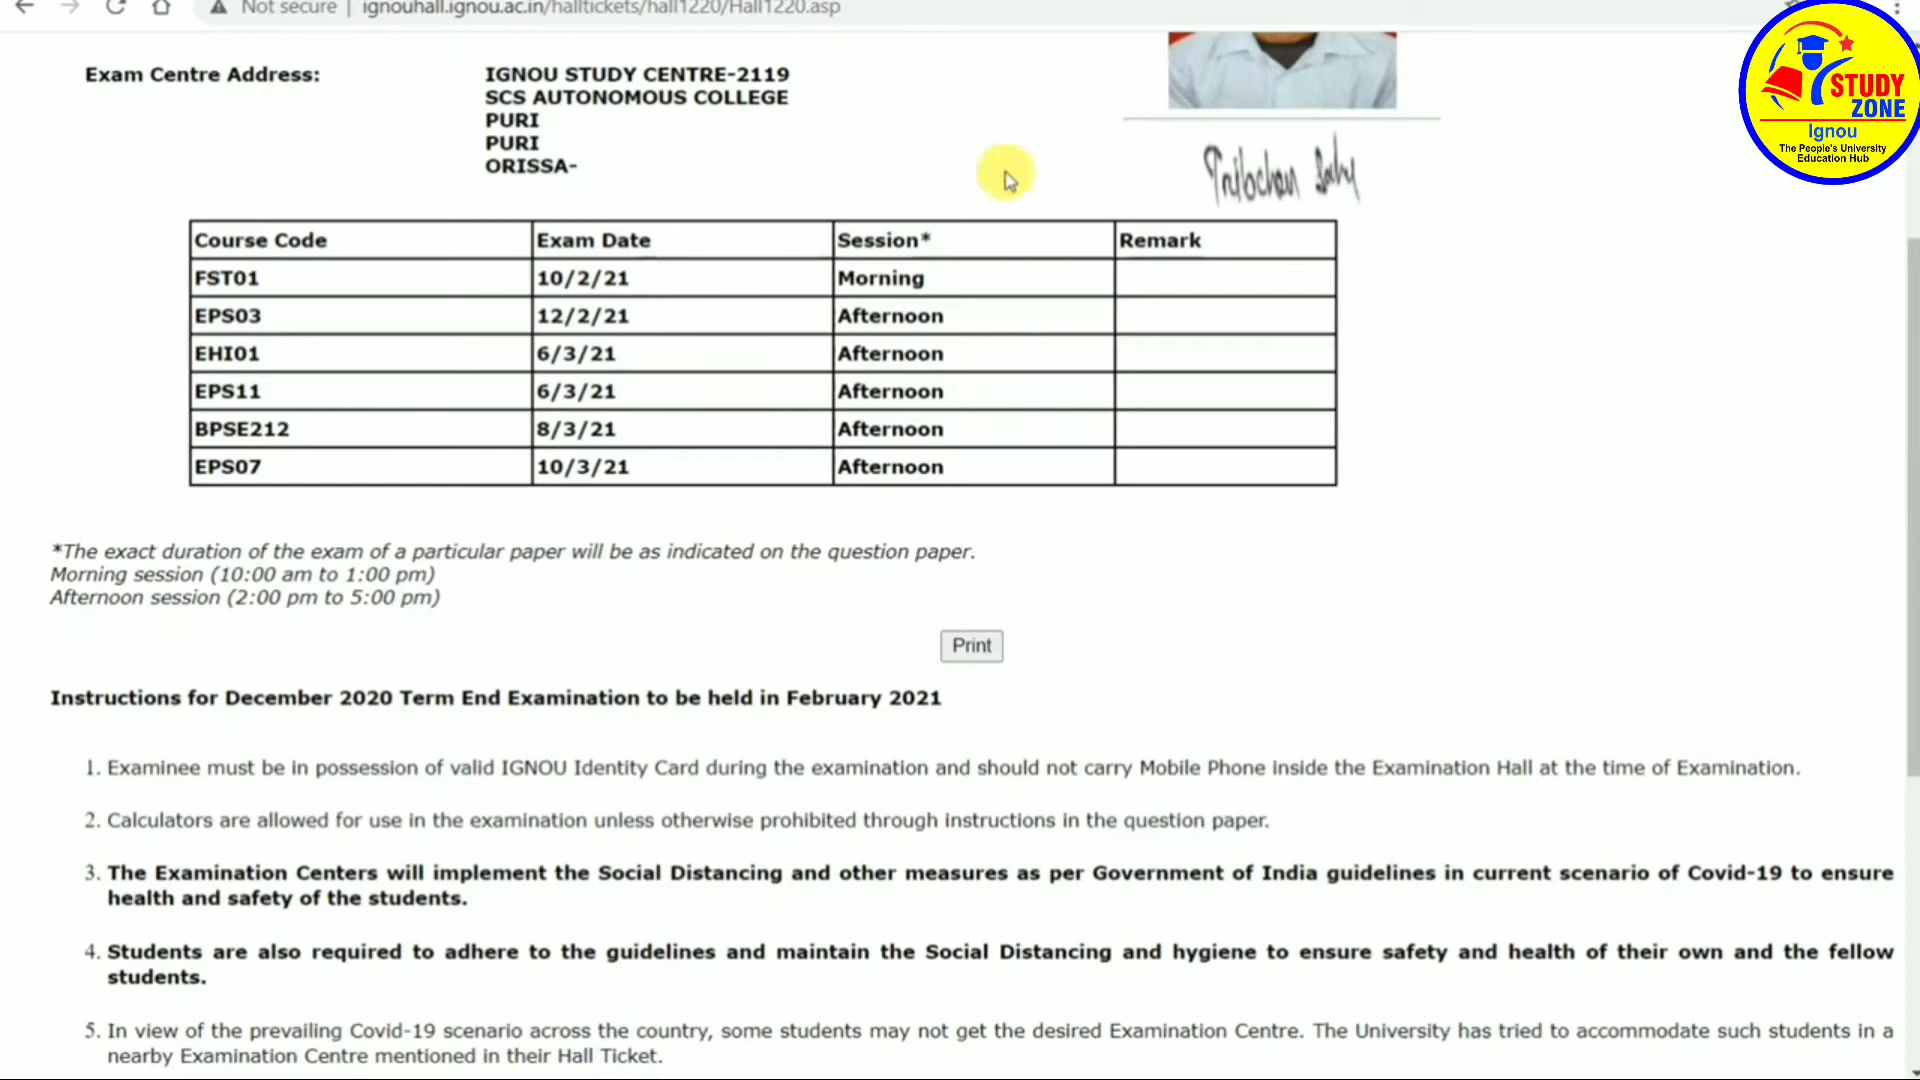 Not secure | ignouhall.ignou.ac.in/halltickets/hall1220/Hall1220.asp
STUDY
ZONE
Ignou
The People's University
Education Hub
Exam Centre Address:
IGNOU STUDY CENTRE-2119
SCS AUTONOMOUS COLLEGE
PURI
PURI
ORISSA-
Course Code Exam Date Session* Remark
FST01 10/2/21 Morning
EPS03 12/2/21 Afternoon
EHI01 6/3/21 Afternoon
EPS11 6/3/21 Afternoon
BPSE212 8/3/21 Afternoon
EPS07 10/3/21 Afternoon
*The exact duration of the exam of a particular paper will be as indicated on the question paper.
Morning session (10:00 am to 1:00 pm)
Afternoon session (2:00 pm to 5:00 pm)
Print
Instructions for December 2020 Term End Examination to be held in February 2021
1. Examinee must be in possession of valid IGNOU Identity Card during the examination and should not carry Mobile Phone inside the Examination Hall at the time of Examination.
2. Calculators are allowed for use in the examination unless otherwise prohibited through instructions in the question paper.
3. The Examination Centers will implement the Social Distancing and other measures as per Government of India guidelines in current scenario of Covid-19 to ensure
health and safety of the students.
4. Students are also required to adhere to the guidelines and maintain the Social Distancing and hygiene to ensure safety and health of their own and the fellow
students.
5. In view of the prevailing Covid-19 scenario across the country, some students may not get the desired Examination Centre. The University has tried to accommodate such students in a
nearby Examination Centre mentioned in their Hall Ticket.